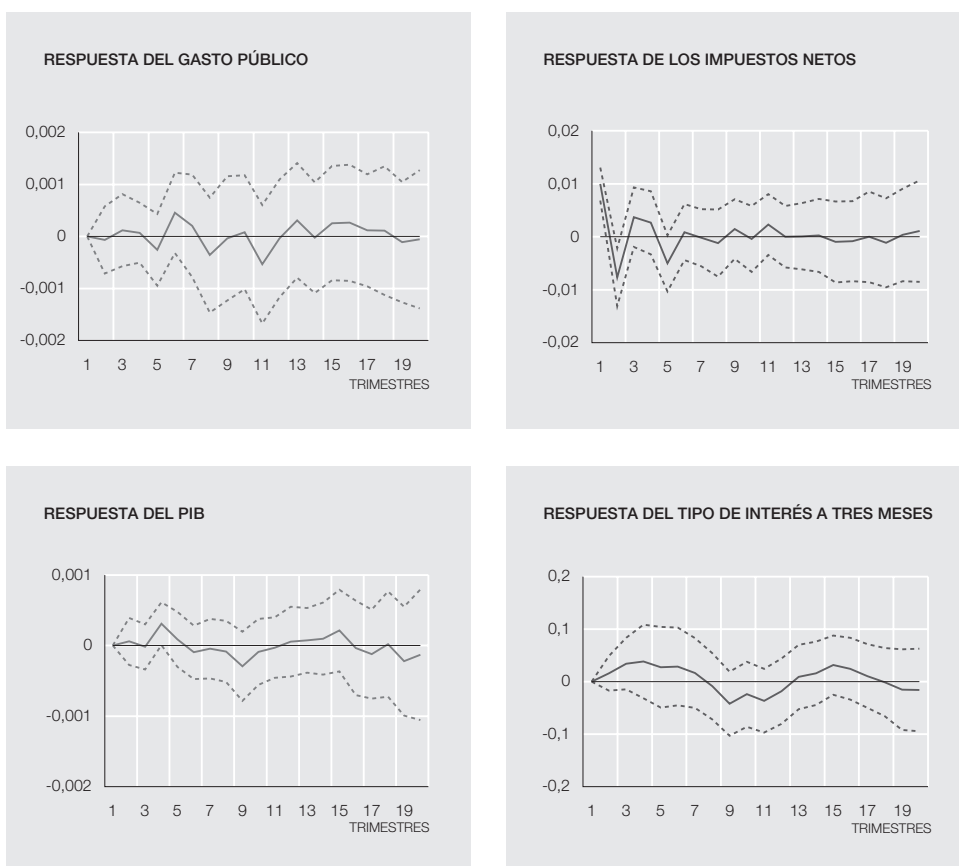 RESPUESTA DEL GASTO PÚBLICO
0,002
0,001
0
-0,001
-0,002
1 3 5 7 9 11 13 15 17 19
TRIMESTRES
RESPUESTA DE LOS IMPUESTOS NETOS
0,02
0,01
0
-0,01
-0,02
1 3 5 7 9 11 13 15 17 19
TRIMESTRES
RESPUESTA DEL PIB
0,001
0
-0,001
-0,002
1 3 5 7 9 11 13 15 17 19
TRIMESTRES
RESPUESTA DEL TIPO DE INTERÉS A TRES MESES
0,2
0,1
0
-0,1
-0,2
1 3 5 7 9 11 13 15 17 19
TRIMESTRES